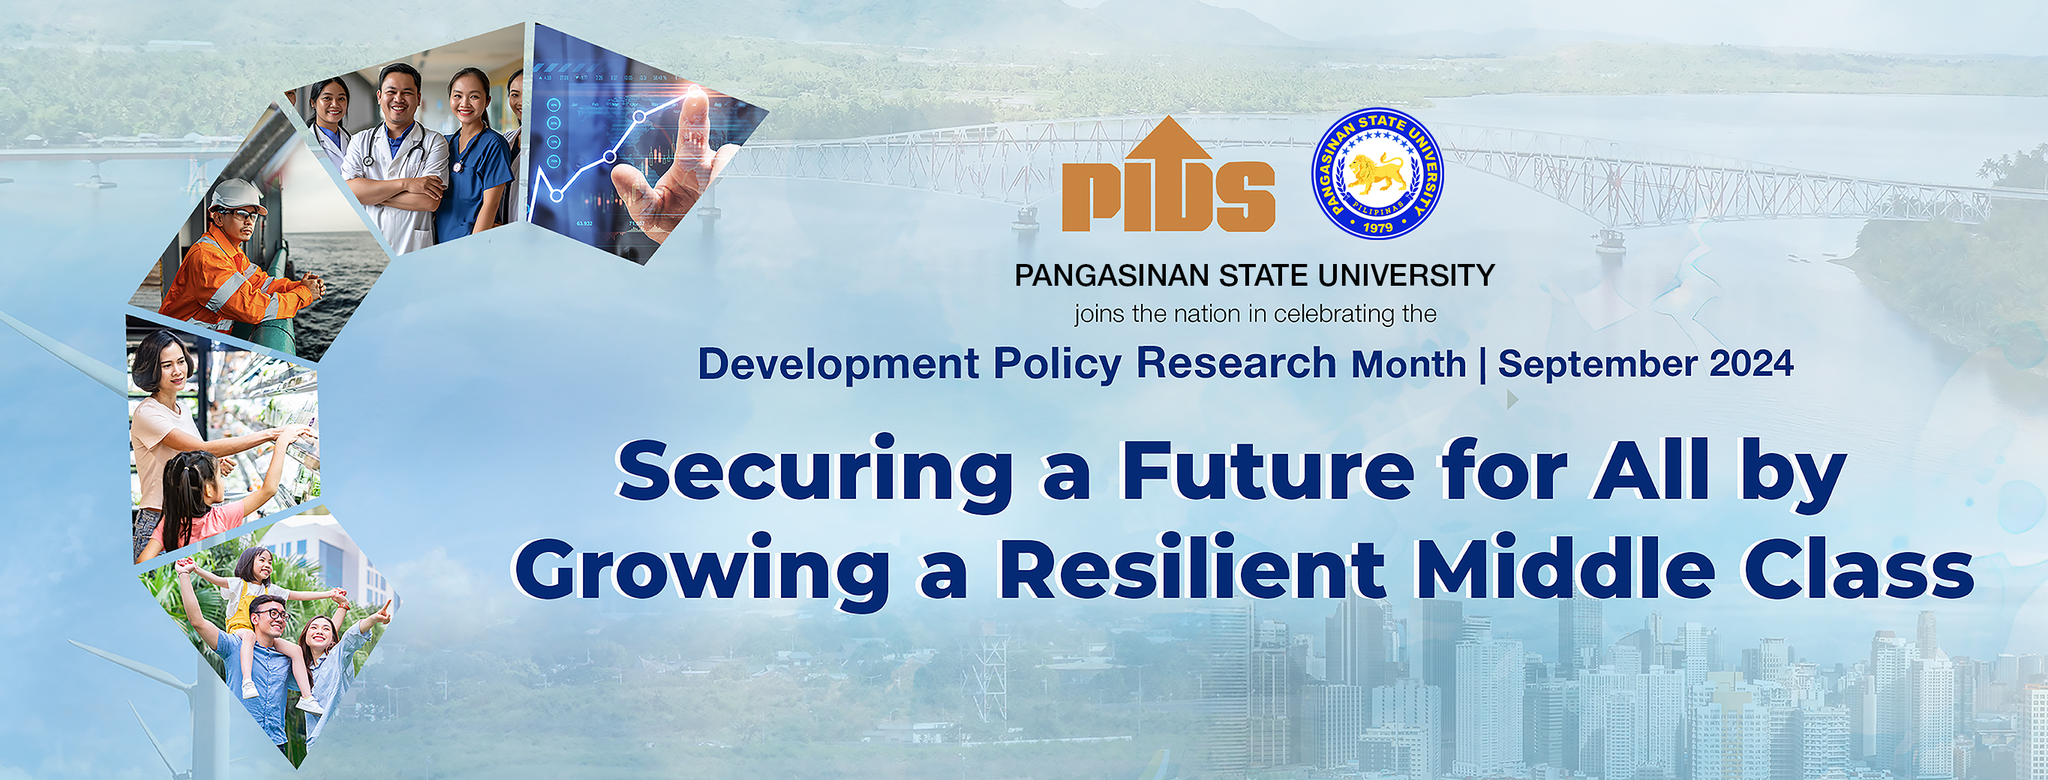 PIDS
PANGASINAN STATE UNIVERSITY
PILIPINAS
1979
PANGASINAN STATE UNIVERSITY
joins the nation in celebrating the
Development Policy Research Month | September 2024
Securing a Future for All by
Growing a Resilient Middle Class